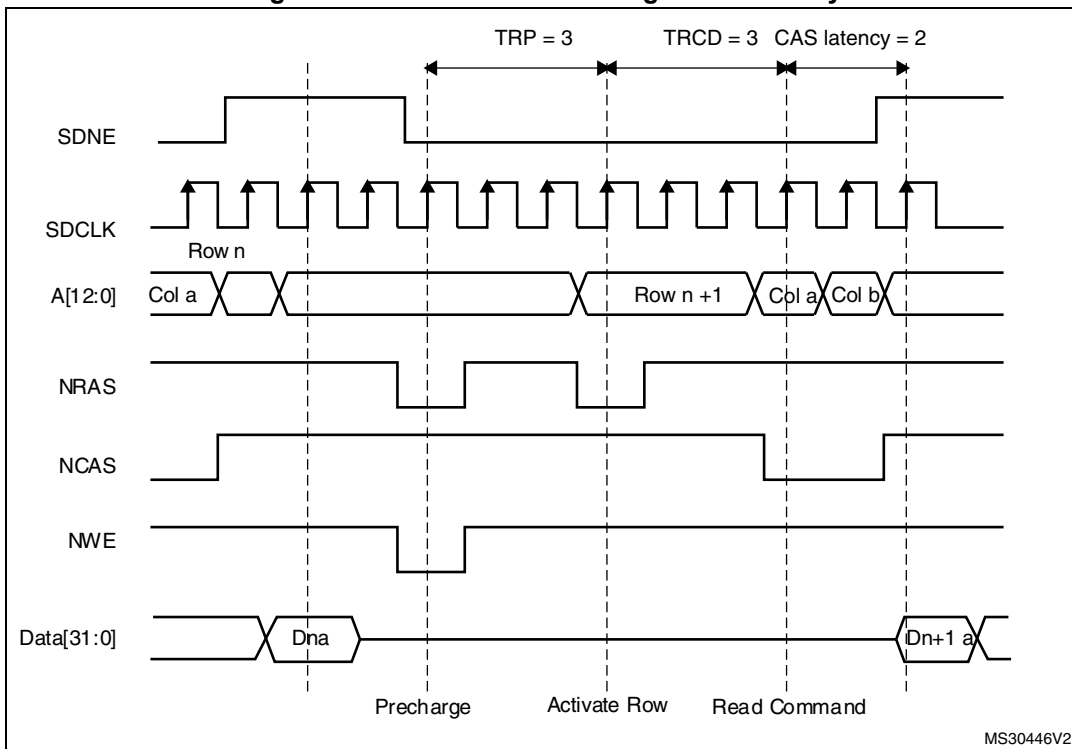 TRP = 3 TRCD = 3 CAS latency = 2
SDNE
SDCLK
Row n
A[12:0] Col a Row n +1 Col a Col b
NRAS
NCAS
NWE
Data[31:0] Dna Dn+1 a
Precharge Activate Row Read Command
MS30446V2